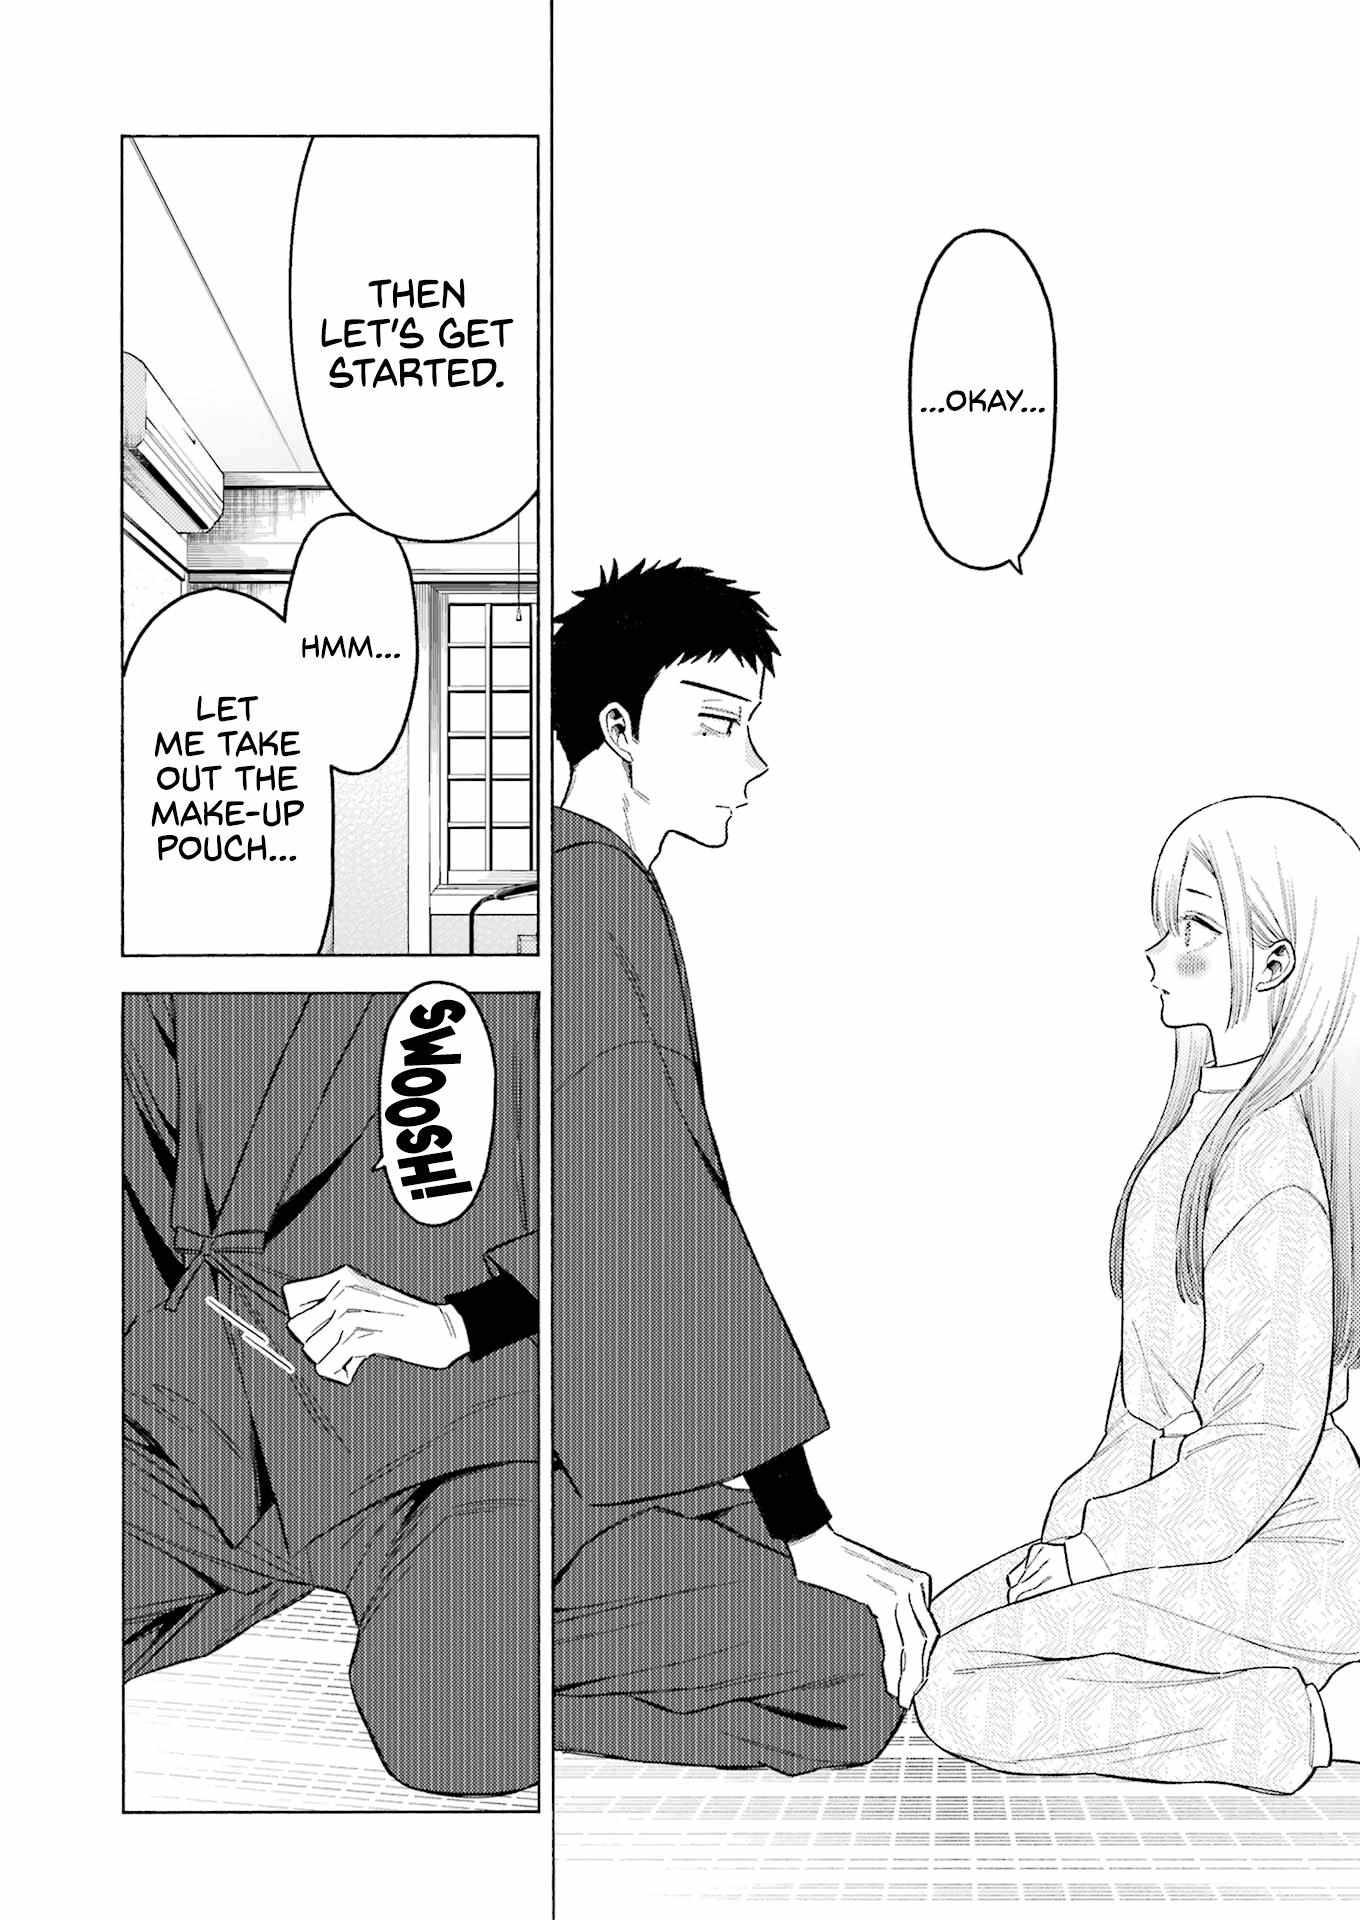 ...OKAY...
THEN
LET'S GET
STARTED.
HMM...
LET
ME TAKE
OUT THE
MAKE-UP
POUCH...
SWOOSH!